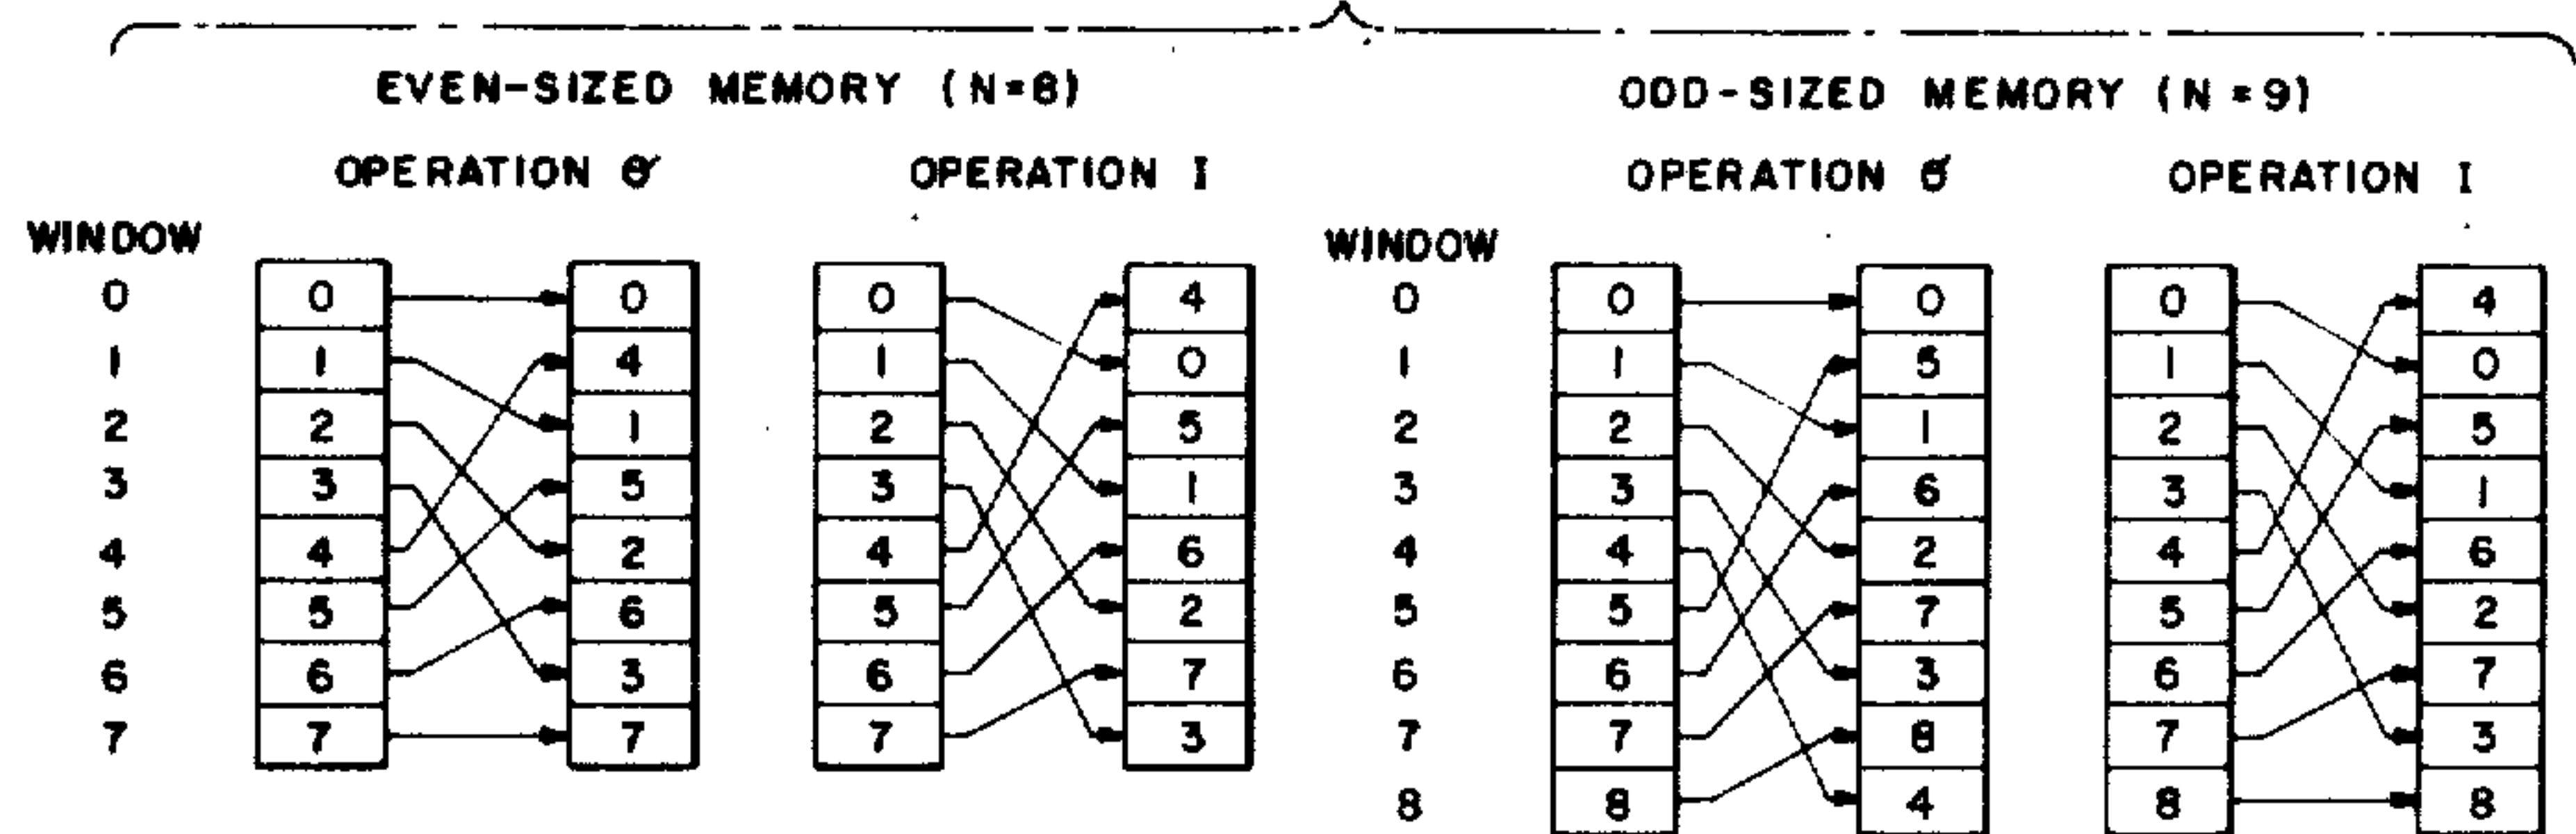 EVEN-SIZED MEMORY (N=8)
ODD-SIZED MEMORY (N=9)
OPERATION O
OPERATION I
OPERATION O
OPERATION I
WINDOW
WINDOW
0 0 0 0 4 0 0 0 0 4
1 1 4 1 0 1 1 5 1 0
2 2 1 2 5 2 2 1 2 5
3 3 5 3 1 3 3 6 3 1
4 4 2 4 6 4 4 2 4 6
5 5 6 5 2 5 5 7 5 2
6 6 3 6 7 6 6 3 6 7
7 7 7 7 3 7 7 8 7 3
8 8 4 8 8